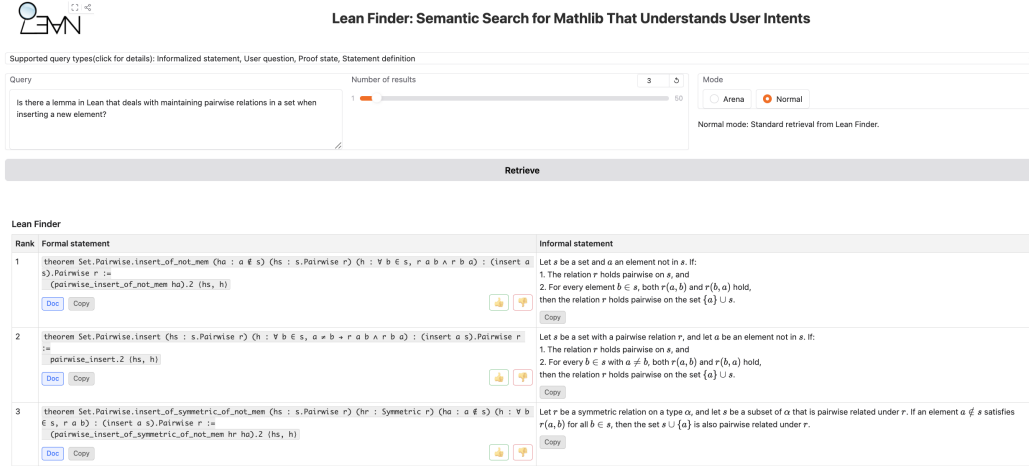 L∃∀N
Lean Finder: Semantic Search for Mathlib That Understands User Intents
Supported query types(click for details): Informalized statement, User question, Proof state, Statement definition
Query
Is there a lemma in Lean that deals with maintaining pairwise relations in a set when
inserting a new element?
Number of results
3
1
50
Mode
Arena
Normal
Normal mode: Standard retrieval from Lean Finder.
Retrieve
Lean Finder
Rank Formal statement Informal statement
1
theorem Set.Pairwise.insert_of_not_mem (ha : a ∉ s) (hs : s.Pairwise r) (h : ∀ b ∈ s, r a b ∧ r b a) : (insert a
s).Pairwise r :=
(pairwise_insert_of_not_mem ha).2 ⟨hs, h⟩
Doc Copy
Let s be a set and a an element not in s. If:
1. The relation r holds pairwise on s, and
2. For every element b ∈ s, both r(a, b) and r(b, a) hold,
then the relation r holds pairwise on the set {a} ∪ s.
Copy
2
theorem Set.Pairwise.insert (hs : s.Pairwise r) (h : ∀ b ∈ s, a ≠ b → r a b ∧ r b a) : (insert a s).Pairwise r
:=
pairwise_insert.2 ⟨hs, h⟩
Doc Copy
Let s be a set with a pairwise relation r, and let a be an element not in s. If:
1. The relation r holds pairwise on s, and
2. For every b ∈ s with a ≠ b, both r(a, b) and r(b, a) hold,
then the relation r holds pairwise on the set {a} ∪ s.
Copy
3
theorem Set.Pairwise.insert_of_symmetric_of_not_mem (hs : s.Pairwise r) (hr : Symmetric r) (ha : a ∉ s) (h : ∀ b
∈ s, r a b) : (insert a s).Pairwise r :=
(pairwise_insert_of_symmetric_of_not_mem hr ha).2 ⟨hs, h⟩
Doc Copy
Let r be a symmetric relation on a type α, and let s be a subset of α that is pairwise related under r. If an element a ∉ s satisfies
r(a, b) for all b ∈ s, then the set s ∪ {a} is also pairwise related under r.
Copy